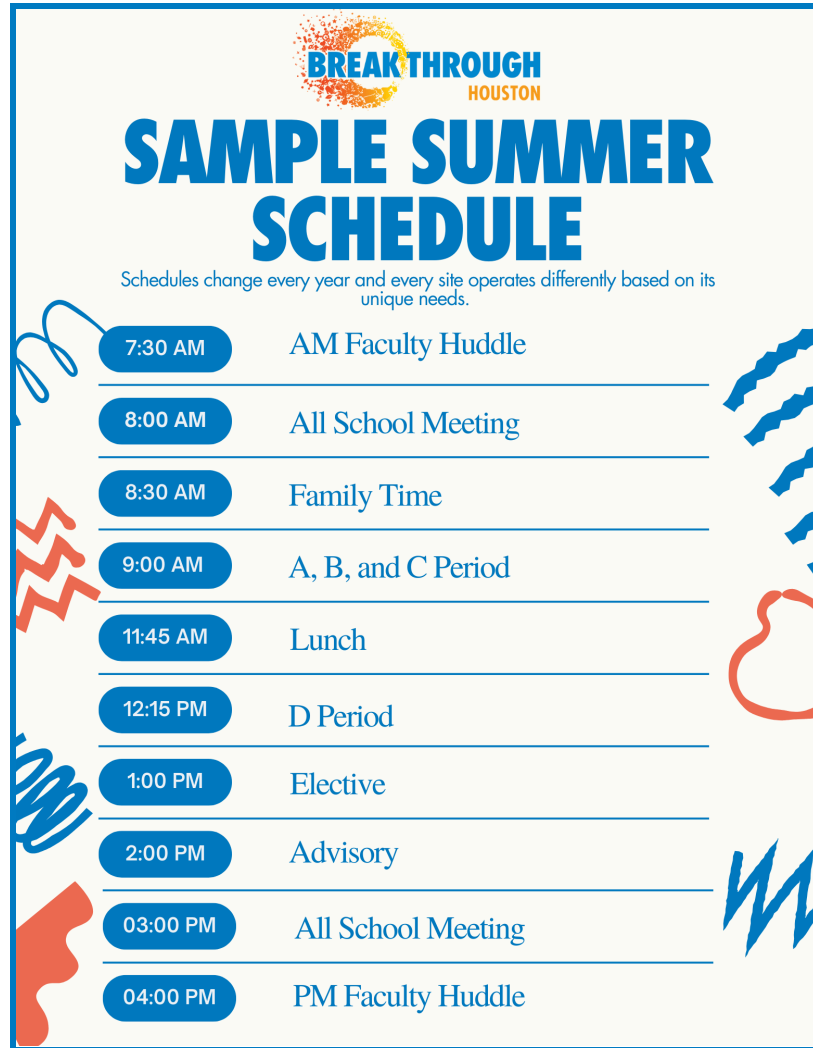 BREAKTHROUGH
HOUSTON
SAMPLE SUMMER
SCHEDULE
Schedules change every year and every site operates differently based on its
unique needs.
7:30 AM AM Faculty Huddle
8:00 AM All School Meeting
8:30 AM Family Time
9:00 AM A, B, and C Period
11:45 AM Lunch
12:15 PM D Period
1:00 PM Elective
2:00 PM Advisory
03:00 PM All School Meeting
04:00 PM PM Faculty Huddle